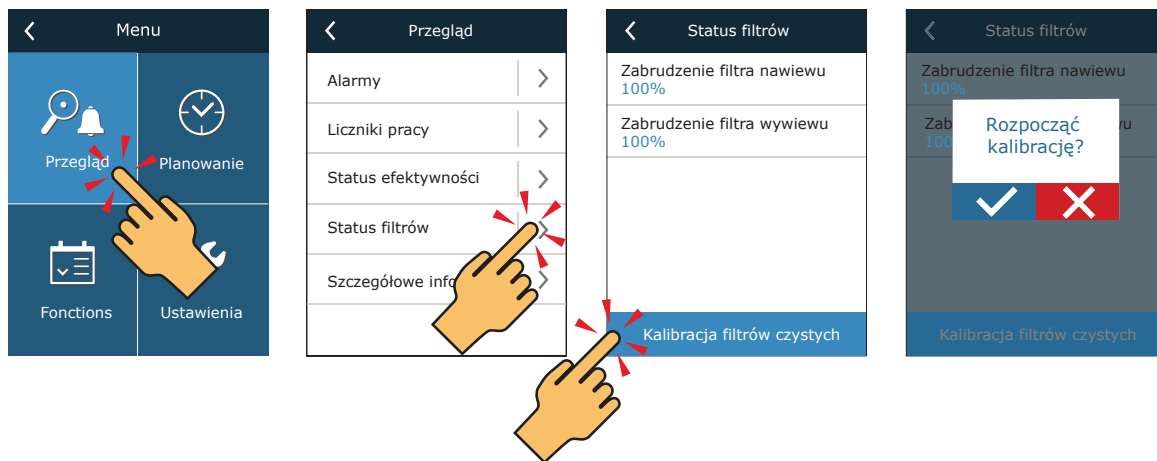 Menu
Przegląd
Planowanie
Fonctions
Ustawienia
Przegląd
Alarmy
Liczniki pracy
Status efektywności
Status filtrów
Szczegółowe
Status filtrów
Zabrudzenie filtra nawiewu
100%
Zabrudzenie filtra wywiewu
100%
Kalibracja filtrów czystych
Status filtrów
Zabrudzenie filtra nawiewu
100%
Rozpocząć
kalibrację?
Kalibracja filtrów czystych